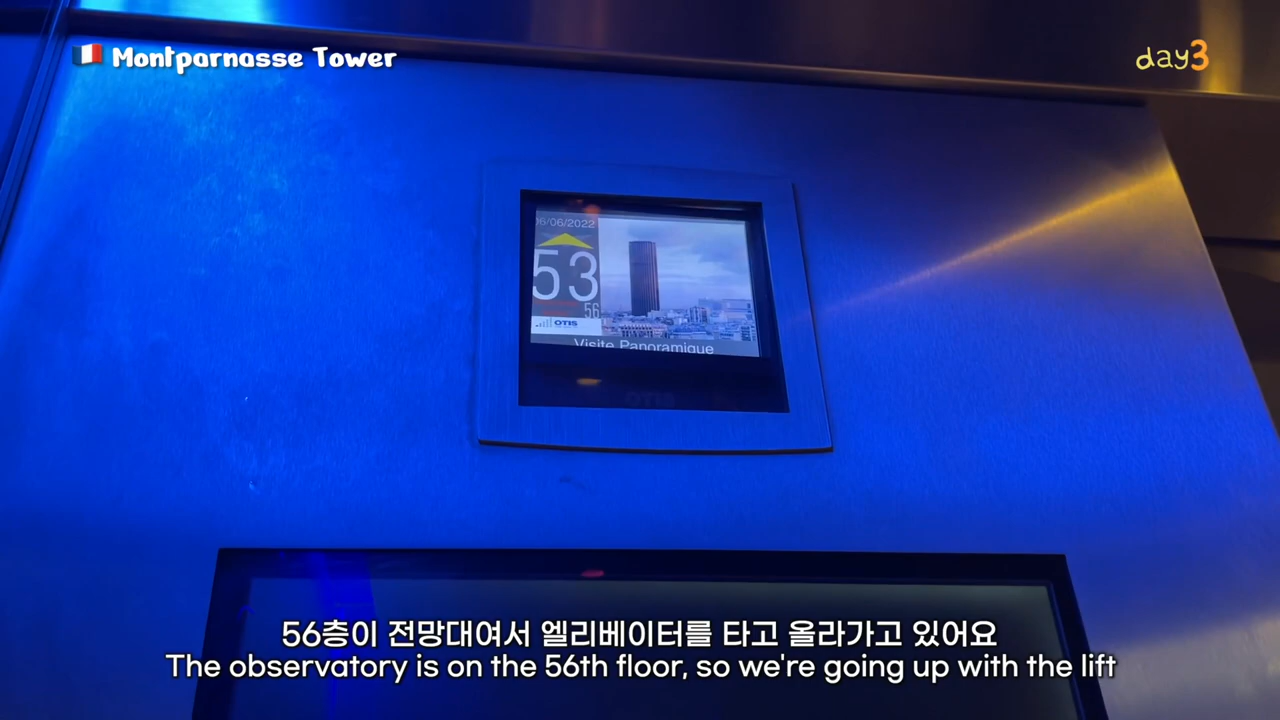 Montparnasse Tower
day3
06/06/2022
53
56
OTIS
Visite Panoramique
OTIS
56층이 전망대여서 엘리베이터를 타고 올라가고 있어요
The observatory is on the 56th floor, so we're going up with the lift